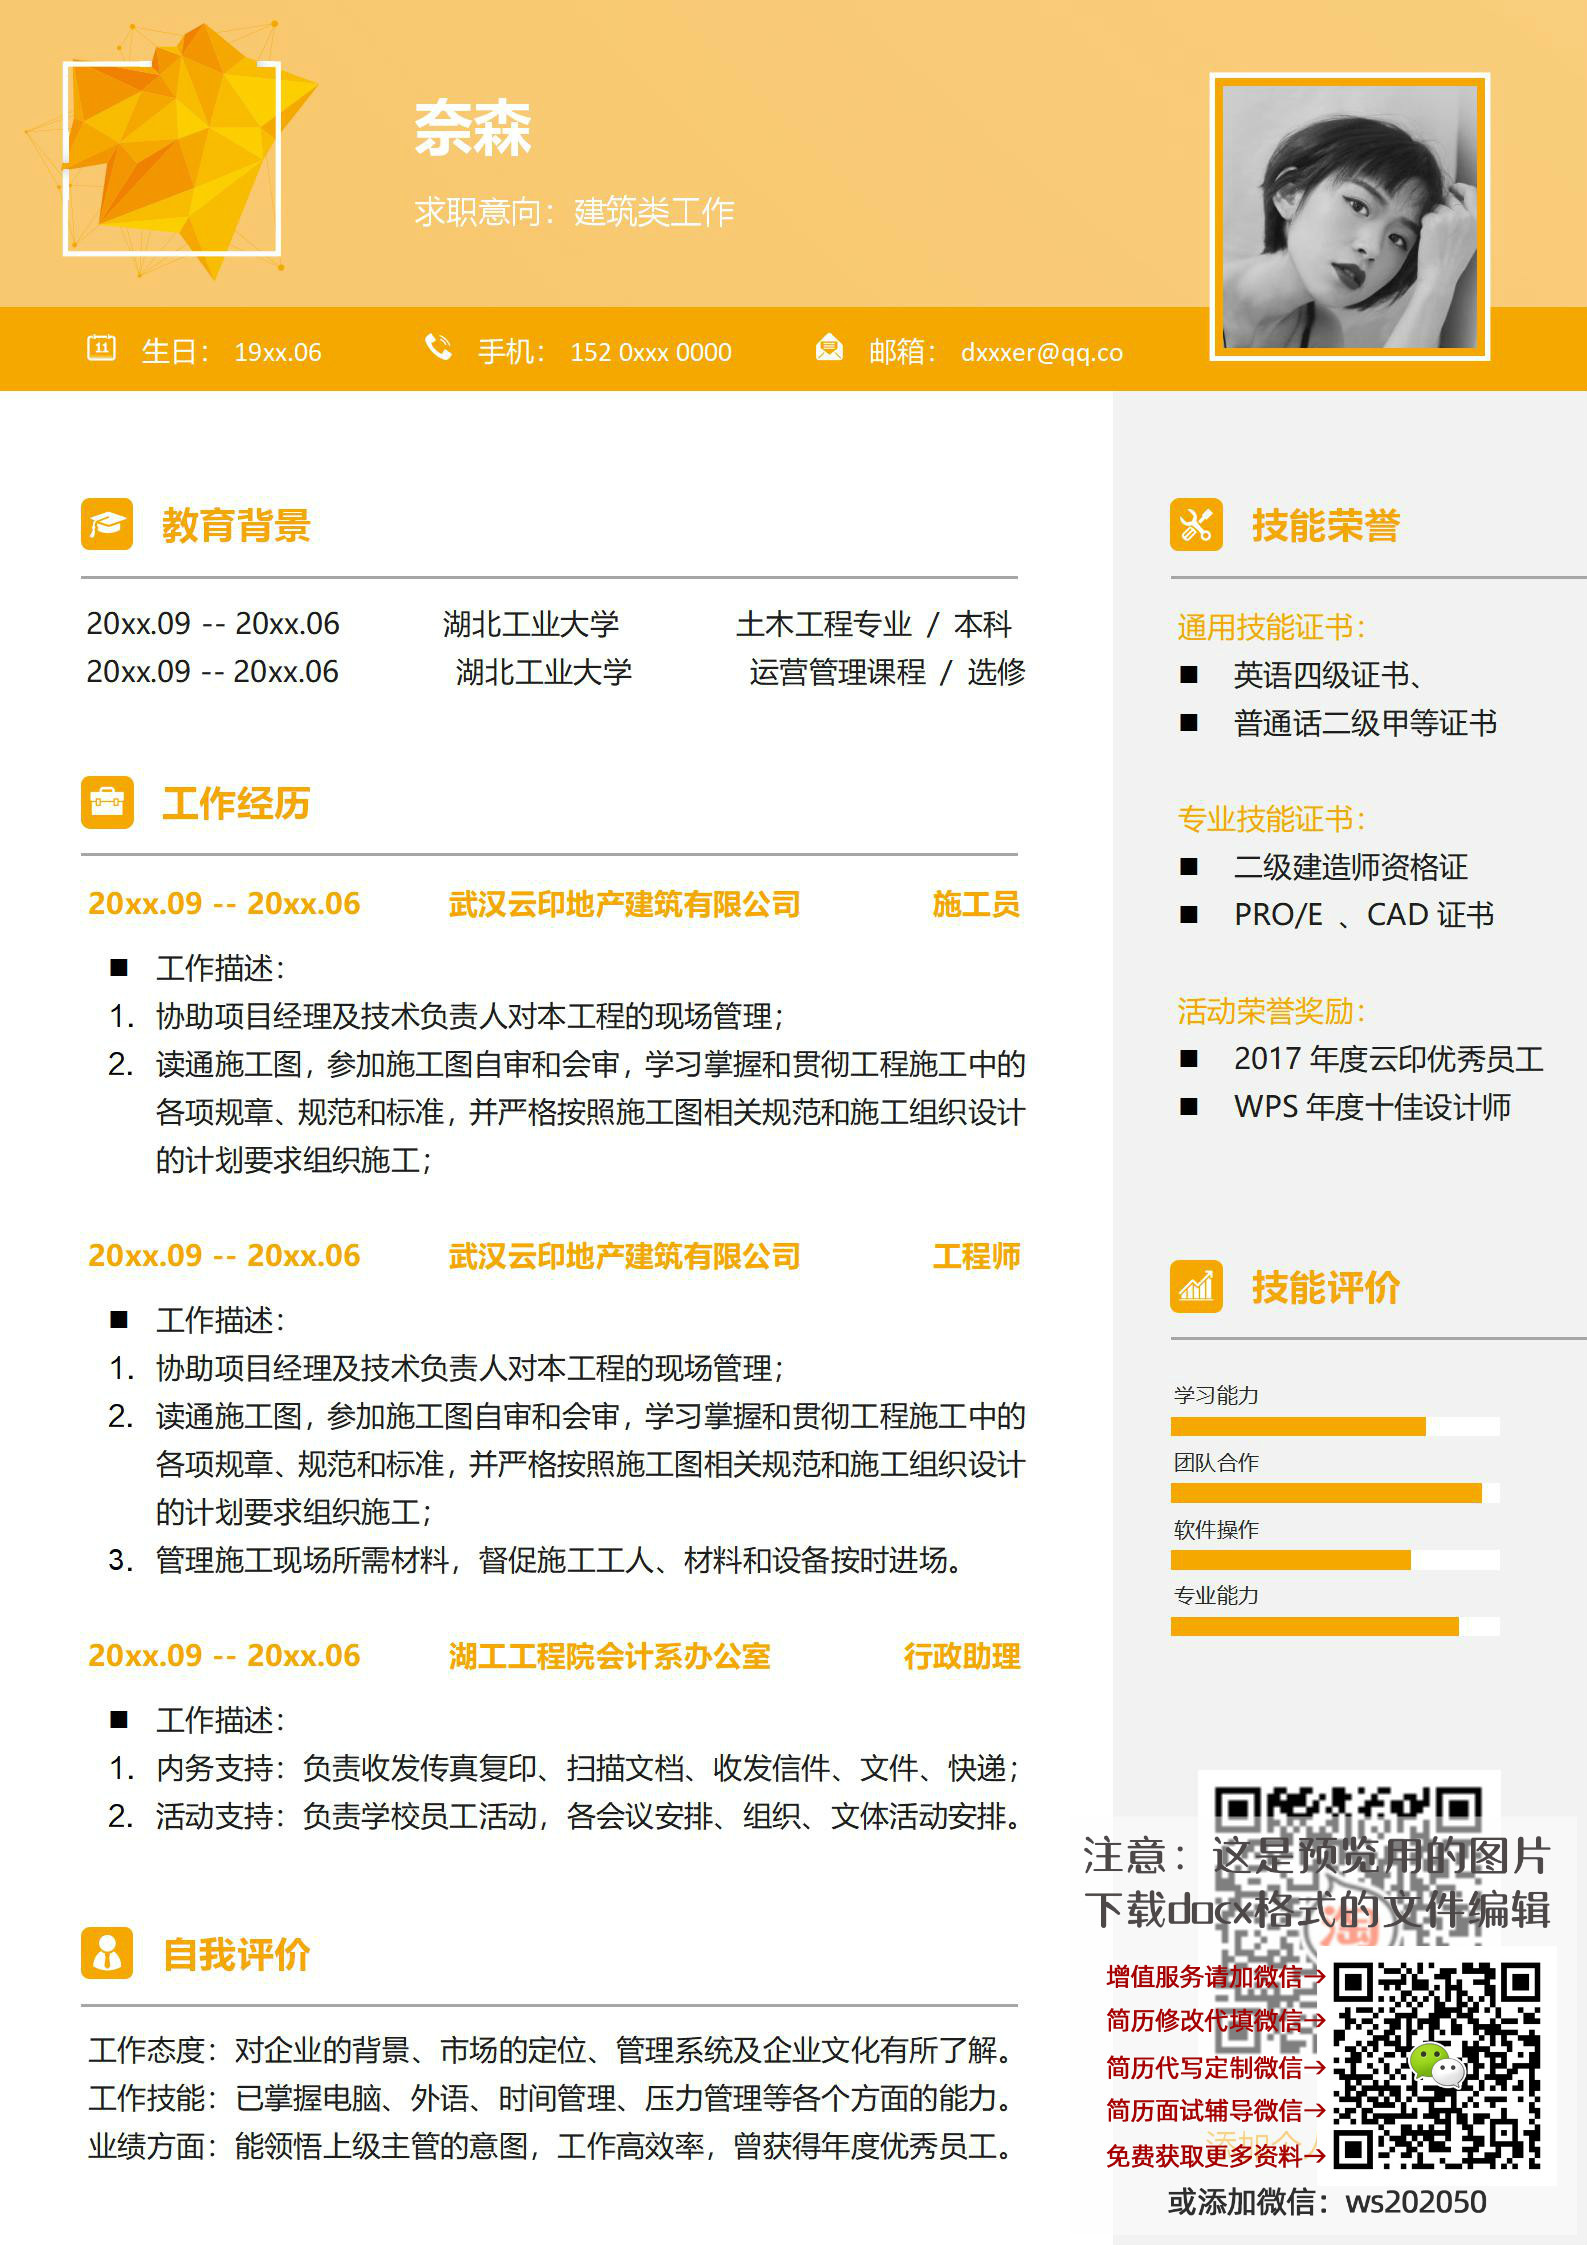 奈森
求职意向：建筑类工作
11
生日： 19xx.06
手机： 152 0xxx 0000
邮箱： dxxxer@qq.co
教育背景
20xx.09 -- 20xx.06 湖北工业大学 土木工程专业 / 本科
20xx.09 -- 20xx.06 湖北工业大学 运营管理课程 / 选修
工作经历
20xx.09 -- 20xx.06 武汉云印地产建筑有限公司 施工员
■ 工作描述：
1. 协助项目经理及技术负责人对本工程的现场管理；
2. 读通施工图，参加施工图自审和会审，学习掌握和贯彻工程施工中的
各项规章、规范和标准，并严格按照施工图相关规范和施工组织设计
的计划要求组织施工；
20xx.09 -- 20xx.06 武汉云印地产建筑有限公司 工程师
■ 工作描述：
1. 协助项目经理及技术负责人对本工程的现场管理；
2. 读通施工图，参加施工图自审和会审，学习掌握和贯彻工程施工中的
各项规章、规范和标准，并严格按照施工图相关规范和施工组织设计
的计划要求组织施工；
3. 管理施工现场所需材料，督促施工工人、材料和设备按时进场。
20xx.09 -- 20xx.06 湖工工程院会计系办公室 行政助理
■ 工作描述：
1. 内务支持：负责收发传真复印、扫描文档、收发信件、文件、快递；
2. 活动支持：负责学校员工活动，各会议安排、组织、文体活动安排。
自我评价
工作态度：对企业的背景、市场的定位、管理系统及企业文化有所了解。
工作技能：已掌握电脑、外语、时间管理、压力管理等各个方面的能力。
业绩方面：能领悟上级主管的意图，工作高效率，曾获得年度优秀员工。
技能荣誉
通用技能证书：
■ 英语四级证书、
■ 普通话二级甲等证书
专业技能证书：
■ 二级建造师资格证
■ PRO/E 、CAD 证书
活动荣誉奖励：
■ 2017 年度云印优秀员工
■ WPS 年度十佳设计师
技能评价
学习能力
团队合作
软件操作
专业能力
注意：这是预览用的图片
下载docx格式的文件编辑
淘
增值服务请加微信→
简历修改代填微信→
简历代写定制微信→
简历面试辅导微信→
添加个人
免费获取更多资料→
或添加微信：ws202050